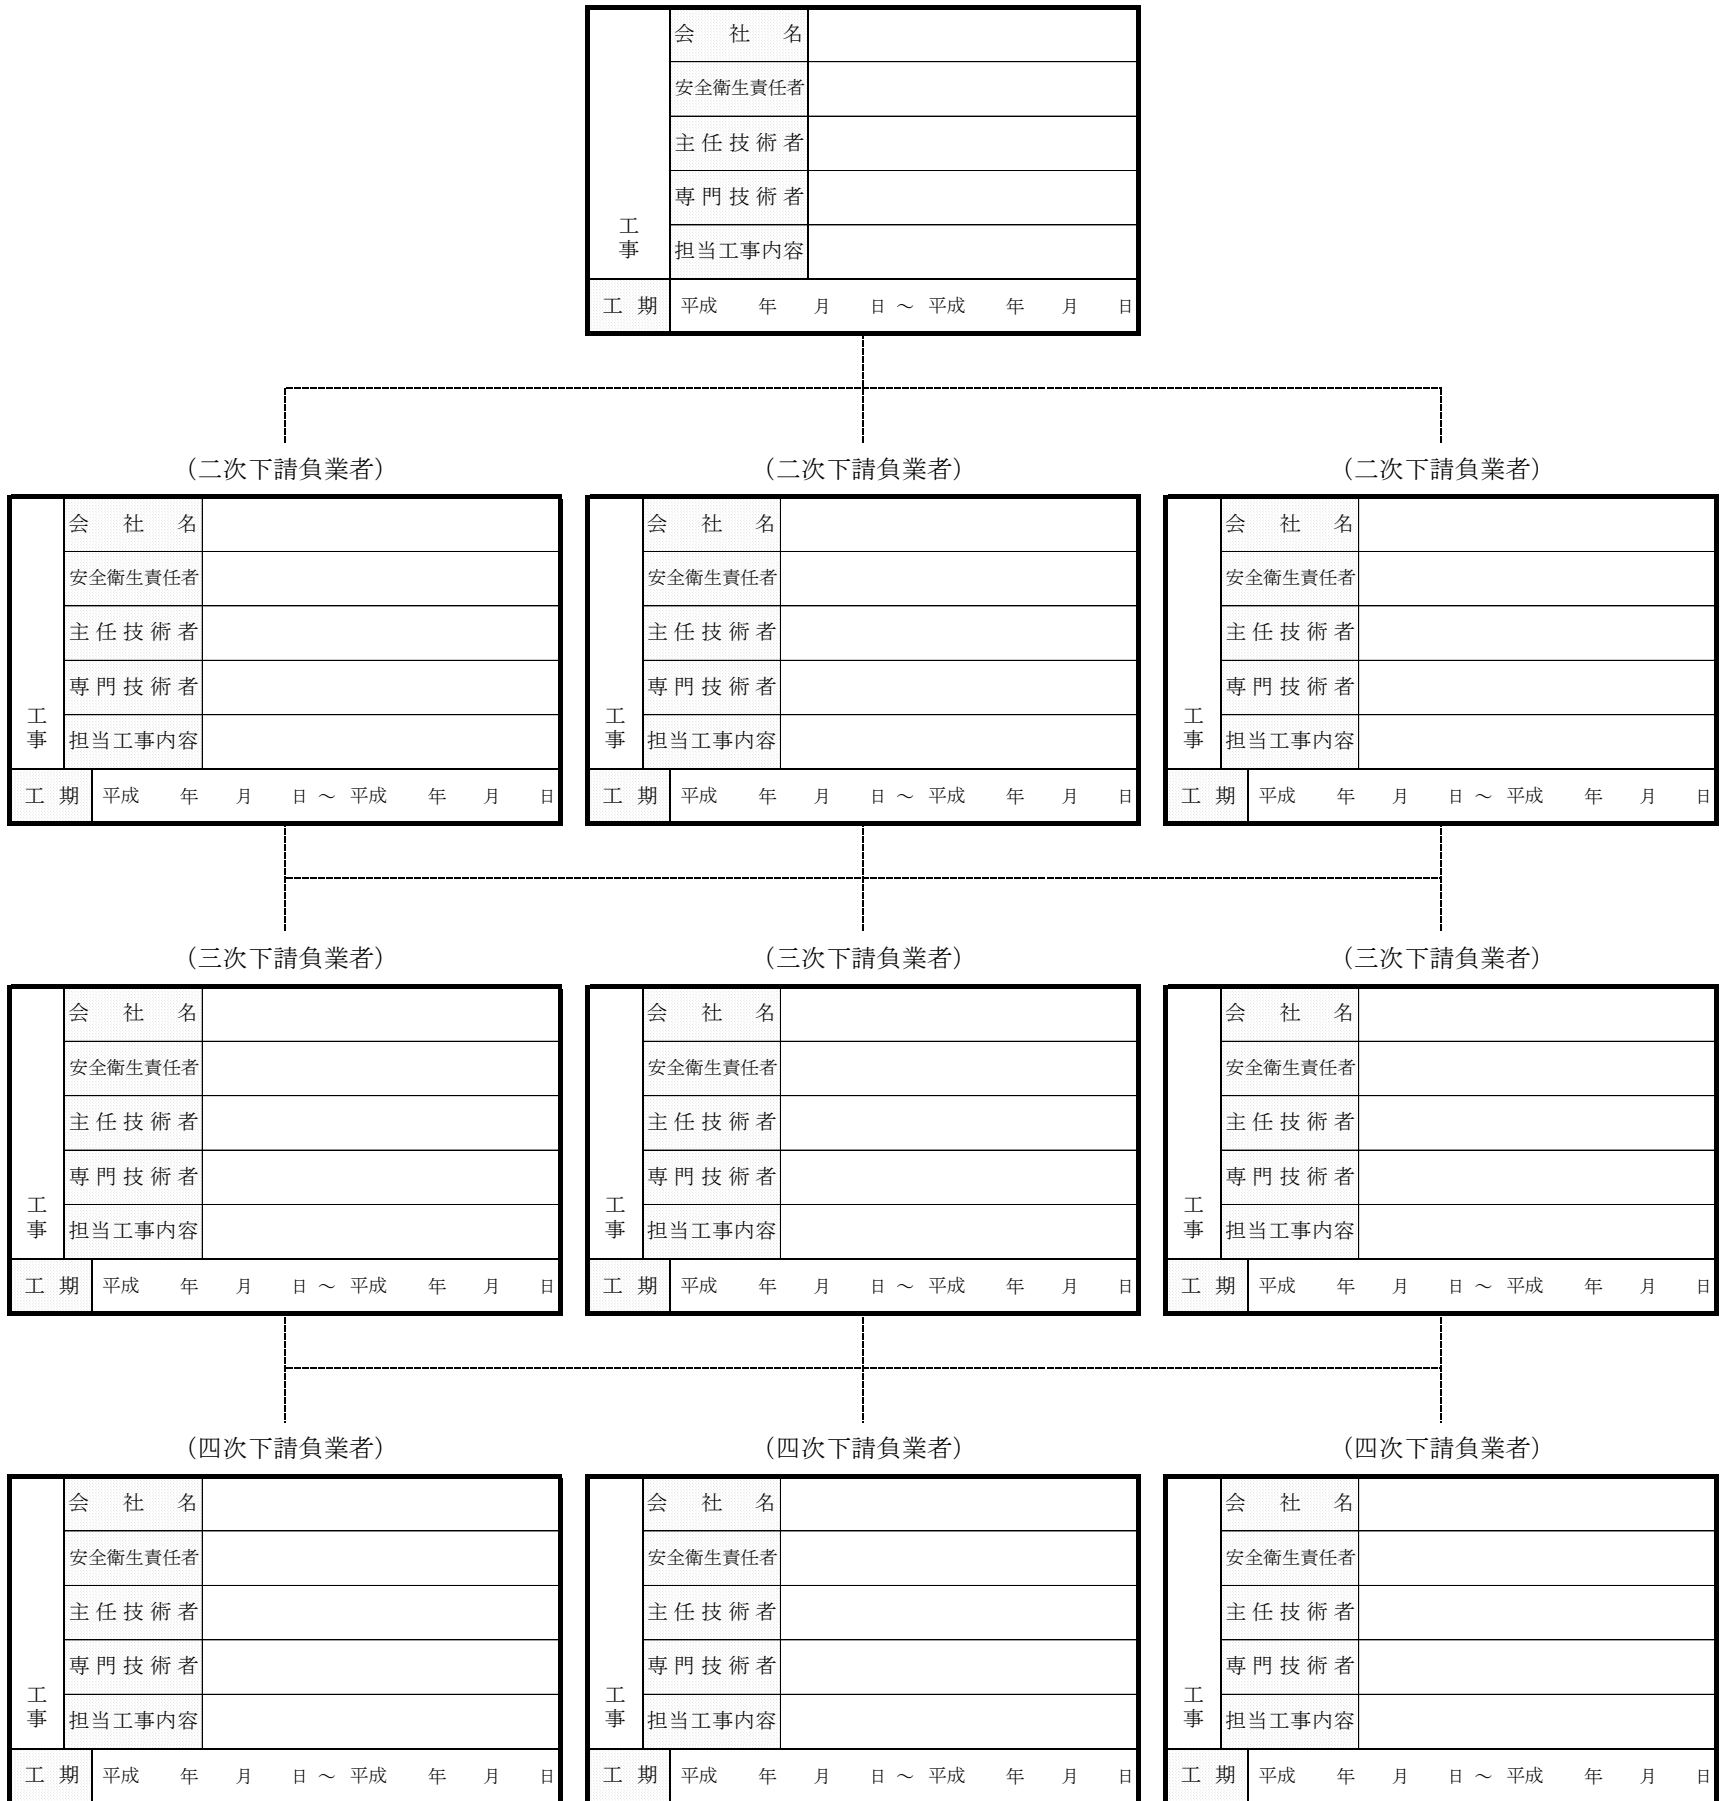 会 社 名
安全衛生責任者
主任技術者
専門技術者
工事
担当工事内容
工 期 平成 年 月 日 ～ 平成 年 月 日
（二次下請負業者） （二次下請負業者） （二次下請負業者）
会 社 名 会 社 名 会 社 名
安全衛生責任者 安全衛生責任者 安全衛生責任者
主任技術者 主任技術者 主任技術者
専門技術者 専門技術者 専門技術者
工事 担当工事内容 工事 担当工事内容 工事 担当工事内容
工 期 平成 年 月 日 ～ 平成 年 月 日 工 期 平成 年 月 日 ～ 平成 年 月 日 工 期 平成 年 月 日 ～ 平成 年 月 日
（三次下請負業者） （三次下請負業者） （三次下請負業者）
会 社 名 会 社 名 会 社 名
安全衛生責任者 安全衛生責任者 安全衛生責任者
主任技術者 主任技術者 主任技術者
専門技術者 専門技術者 専門技術者
工事 担当工事内容 工事 担当工事内容 工事 担当工事内容
工 期 平成 年 月 日 ～ 平成 年 月 日 工 期 平成 年 月 日 ～ 平成 年 月 日 工 期 平成 年 月 日 ～ 平成 年 月 日
（四次下請負業者） （四次下請負業者） （四次下請負業者）
会 社 名 会 社 名 会 社 名
安全衛生責任者 安全衛生責任者 安全衛生責任者
主任技術者 主任技術者 主任技術者
専門技術者 専門技術者 専門技術者
工事 担当工事内容 工事 担当工事内容 工事 担当工事内容
工 期 平成 年 月 日 ～ 平成 年 月 日 工 期 平成 年 月 日 ～ 平成 年 月 日 工 期 平成 年 月 日 ～ 平成 年 月 日